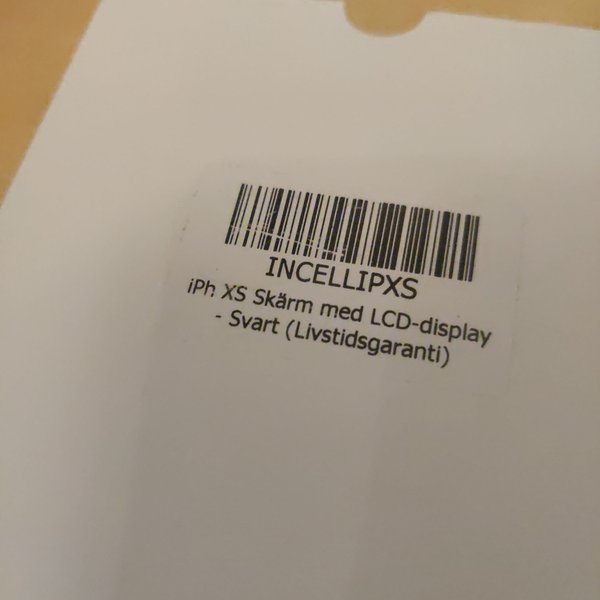 INCELLIPXS
iPh XS Skärm med LCD-display
- Svart (Livstidsgaranti)